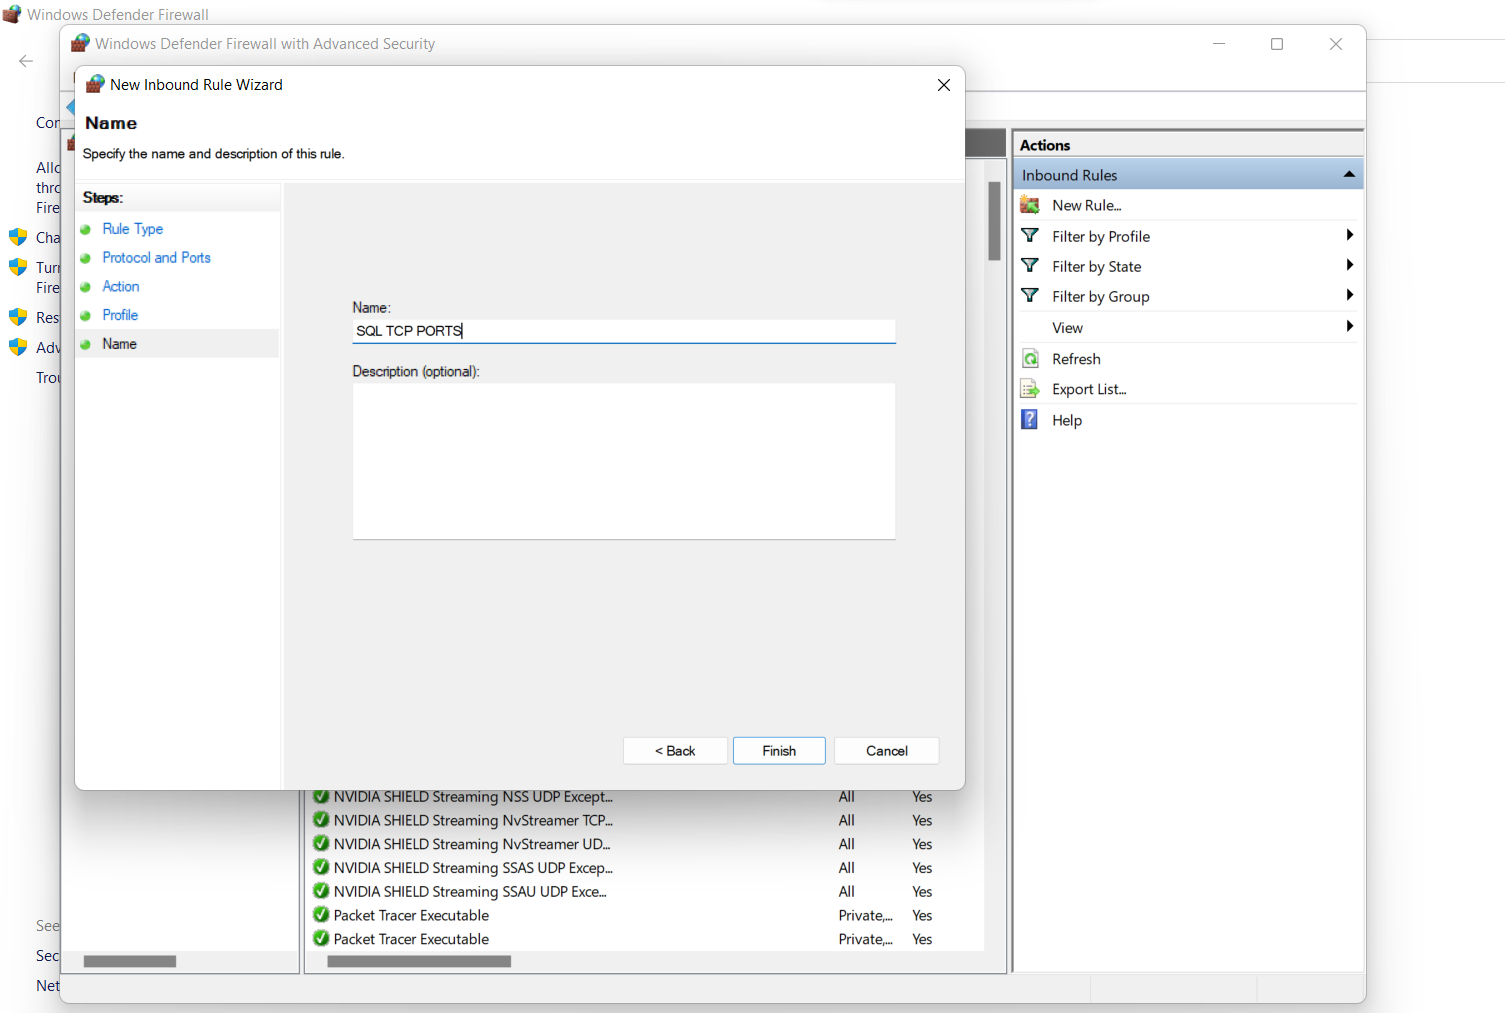 Windows Defender Firewall
Windows Defender Firewall with Advanced Security
New Inbound Rule Wizard
Name
Specify the name and description of this rule.
Steps:
Rule Type
Protocol and Ports
Action
Profile
Name
Name:
SQL TCP PORTS
Description (optional):
< Back
Finish
Cancel
Actions
Inbound Rules
New Rule...
Filter by Profile
Filter by State
Filter by Group
View
Refresh
Export List...
Help
NVIDIA SHIELD Streaming NSS UDP Except... All Yes
NVIDIA SHIELD Streaming NvStreamer TCP... All Yes
NVIDIA SHIELD Streaming NvStreamer UD... All Yes
NVIDIA SHIELD Streaming SSAS UDP Excep... All Yes
NVIDIA SHIELD Streaming SSAU UDP Exce... All Yes
Packet Tracer Executable Private,... Yes
Packet Tracer Executable Private,... Yes
Con
Allo
thro
Fire
Cha
Turn
Fire
Res
Adv
Trou
See
Sec
Net